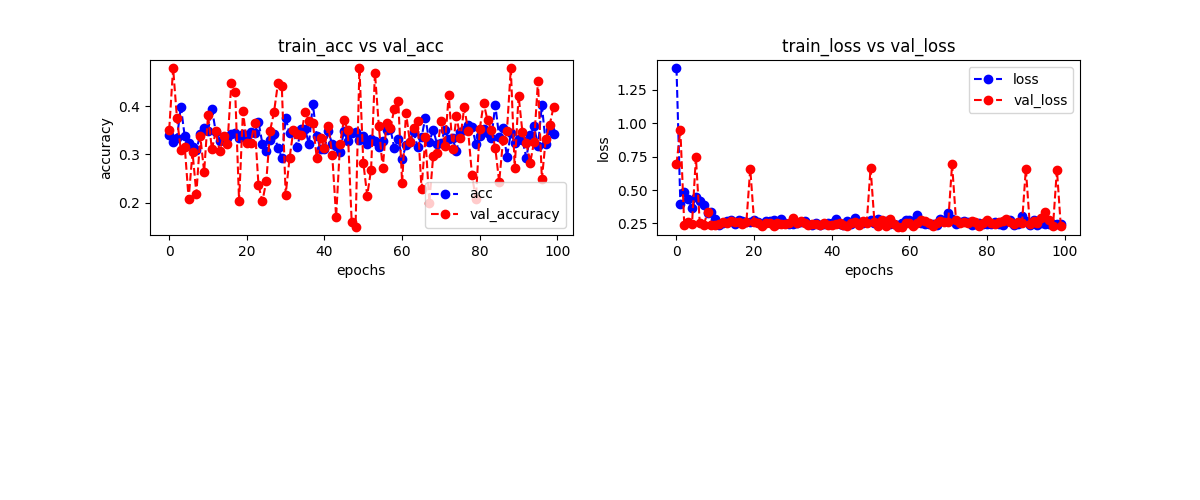 train_acc vs val_acc
accuracy
0.4
0.3
0.2
acc
val_accuracy
0 20 40 60 80 100
epochs
train_loss vs val_loss
loss
1.25
1.00
0.75
0.50
0.25
loss
val_loss
0 20 40 60 80 100
epochs